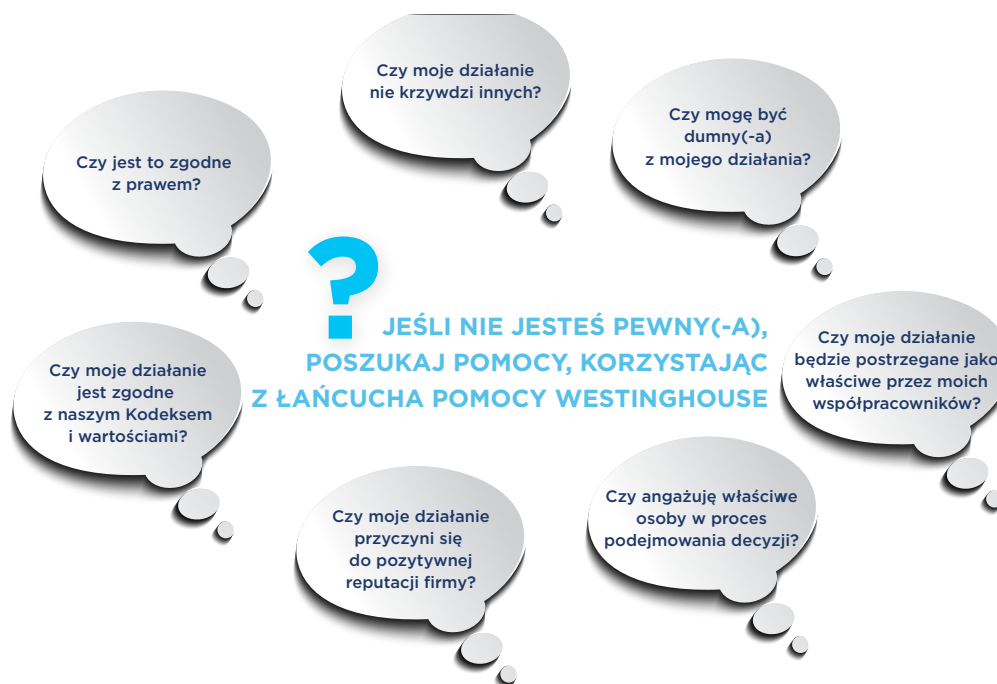 Czy moje działanie
nie krzywdzi innych?
Czy mogę być
dumny(-a)
z mojego działania?
Czy jest to zgodne
z prawem?
?
JEŚLI NIE JESTEŚ PEWNY(-A),
POSZUKAJ POMOCY, KORZYSTAJĄC
Z ŁAŃCUCHA POMOCY WESTINGHOUSE
Czy moje działanie
będzie postrzegane jako
właściwe przez moich
współpracowników?
Czy moje działanie
jest zgodne
z naszym Kodeksem
i wartościami?
Czy angażuję właściwe
osoby w proces
podejmowania decyzji?
Czy moje działanie
przyczyni się
do pozytywnej
reputacji firmy?